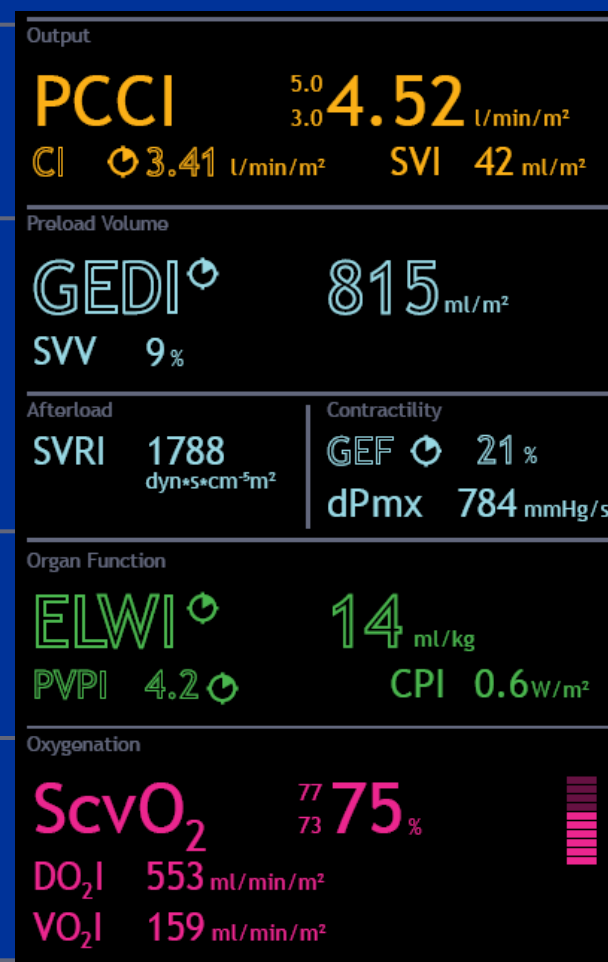 Output
PCCI 5.0 3.0 4.52 l/min/m²
CI 3.41 l/min/m² SVI 42 ml/m²
Preload Volume
GEDI 815 ml/m²
SVV 9 %
Afterload
SVRI 1788
dyn*s*cm⁻⁵m²
Contractility
GEF 21 %
dPmx 784 mmHg/s
Organ Function
ELWI 14 ml/kg
PVPI 4.2 CPI 0.6 W/m²
Oxygenation
ScvO₂ 77 73 75 %
DO₂I 553 ml/min/m²
VO₂I 159 ml/min/m²